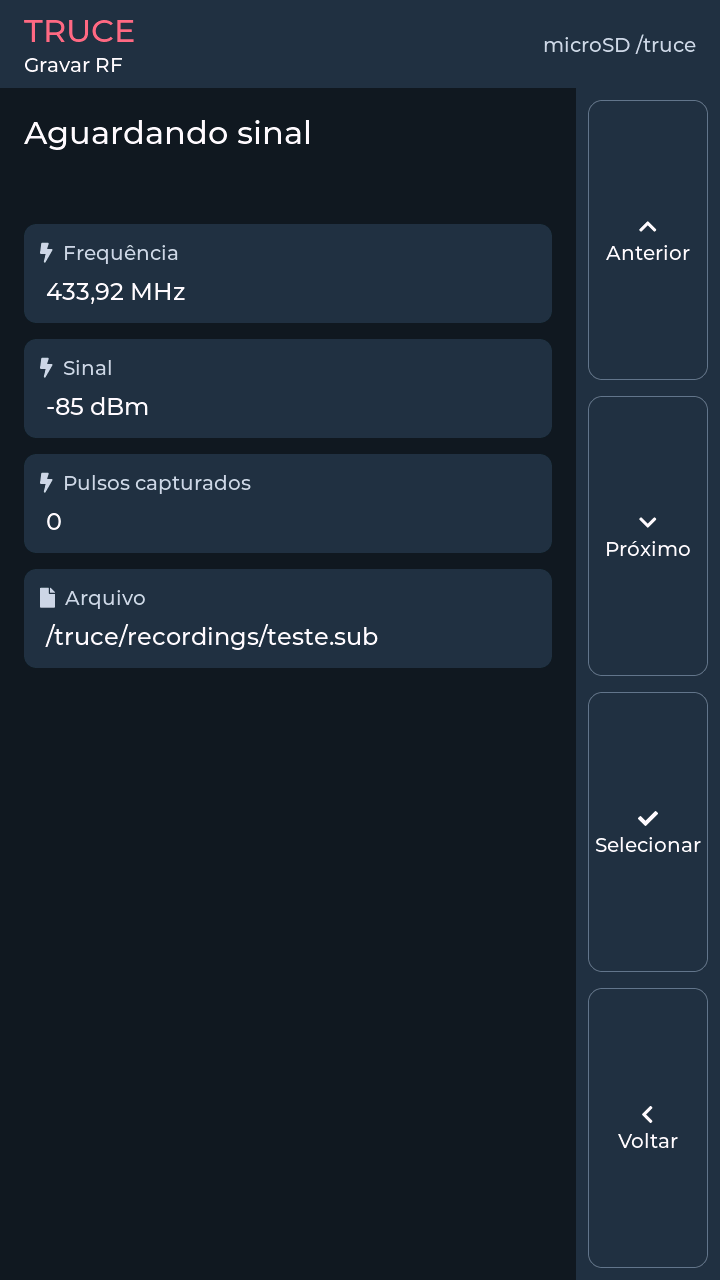 TRUCE
Gravar RF
microSD /truce
Aguardando sinal
Frequência
433,92 MHz
Sinal
-85 dBm
Pulsos capturados
0
Arquivo
/truce/recordings/teste.sub
Anterior
Próximo
Selecionar
Voltar